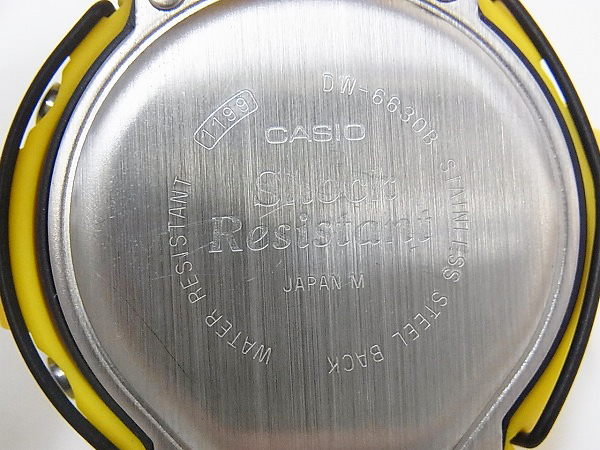 1199
DW-6630B
CASIO
Shock
Resistant
JAPAN M
WATER RESISTANT
STAINLESS STEEL BACK